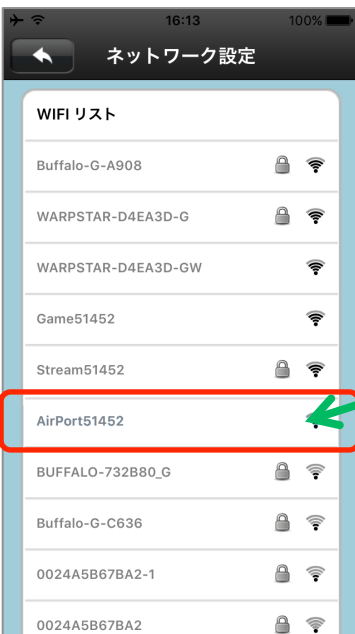 16:13
100%
ネットワーク設定
WIFI リスト
Buffalo-G-A908
WARPSTAR-D4EA3D-G
WARPSTAR-D4EA3D-GW
Game51452
Stream51452
AirPort51452
BUFFALO-732B80_G
Buffalo-G-C636
0024A5B67BA2-1
0024A5B67BA2